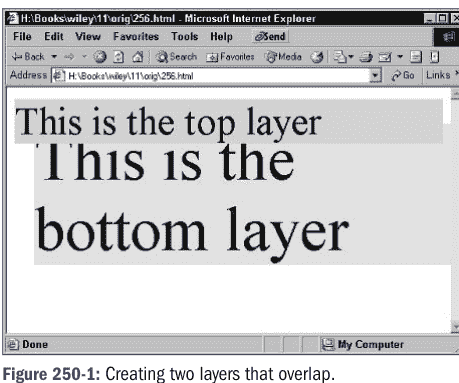 H:\Books\wiley\11\orig\256.html - Microsoft Internet Explorer
File Edit View Favorites Tools Help Send
Back Search Favorites Media
Address H:\Books\wiley\11\orig\256.html Go Links
This is the top layer
This is the
bottom layer
Done My Computer
Figure 250-1: Creating two layers that overlap.